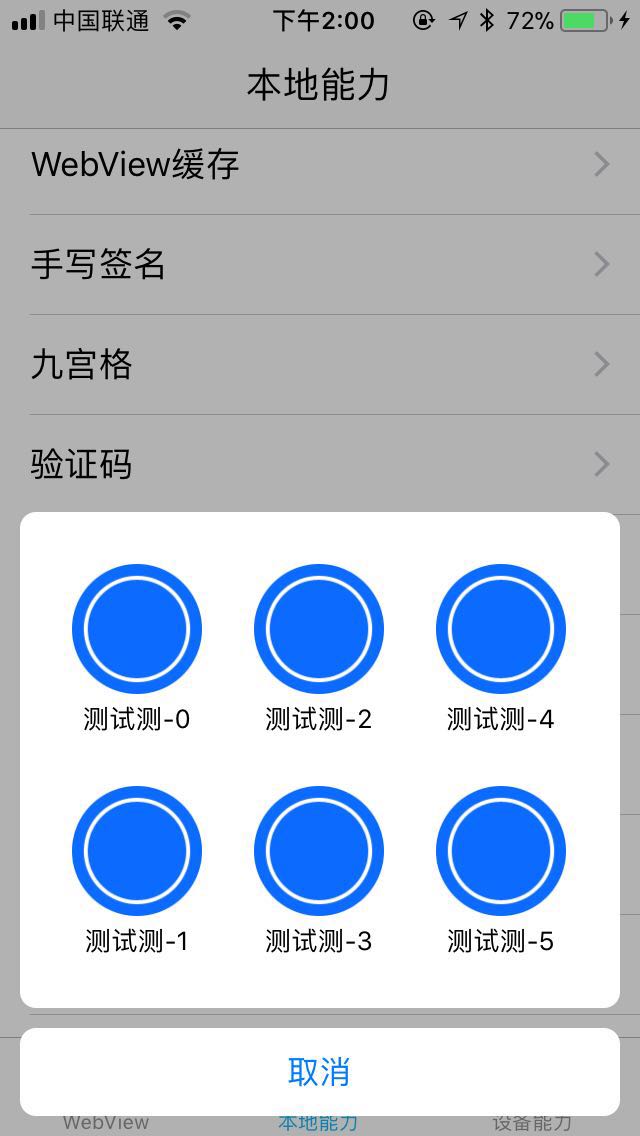 中国联通 下午2:00 72%
本地能力
WebView缓存
手写签名
九宫格
验证码
测试测-0 测试测-2 测试测-4
测试测-1 测试测-3 测试测-5
取消
WebView 本地能力 设备能力